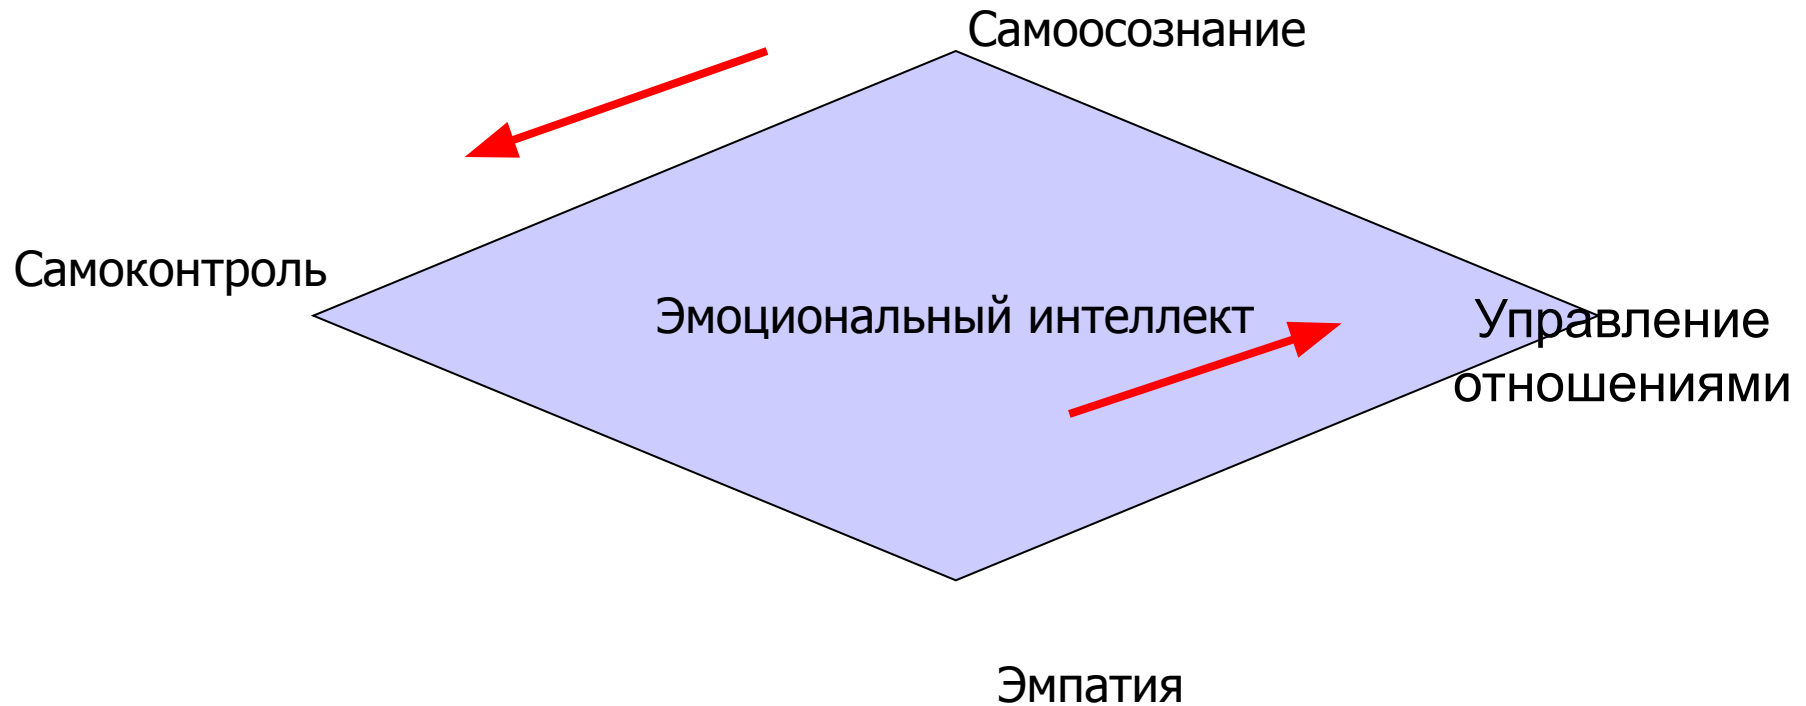 Самоосознание
Самоконтроль
Эмоциональный интеллект
Управление
отношениями
Эмпатия